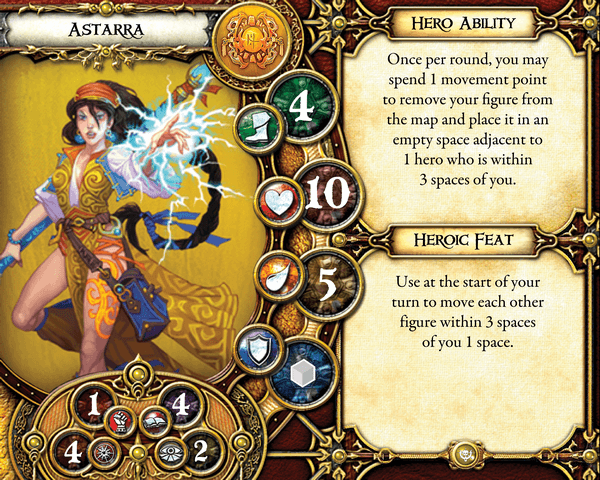 Astarra
4
10
5
1
4
4
2
Hero Ability
Once per round, you may
spend 1 movement point
to remove your figure from
the map and place it in an
empty space adjacent to
1 hero who is within
3 spaces of you.
Heroic Feat
Use at the start of your
turn to move each other
figure within 3 spaces
of you 1 space.